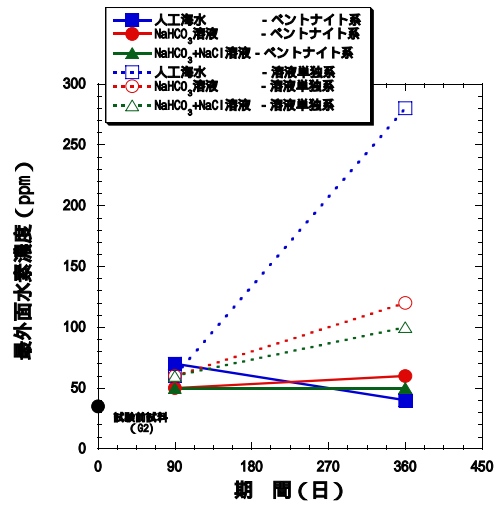 人工海水 - ベントナイト系
NaHCO3溶液 - ベントナイト系
NaHCO3+NaCl溶液 - ベントナイト系
人工海水 - 溶液単独系
NaHCO3溶液 - 溶液単独系
NaHCO3+NaCl溶液 - 溶液単独系
300
250
200
150
100
50
0
最外面水素濃度(ppm)
試験前試料
(G2)
0 90 180 270 360 450
期 間(日)